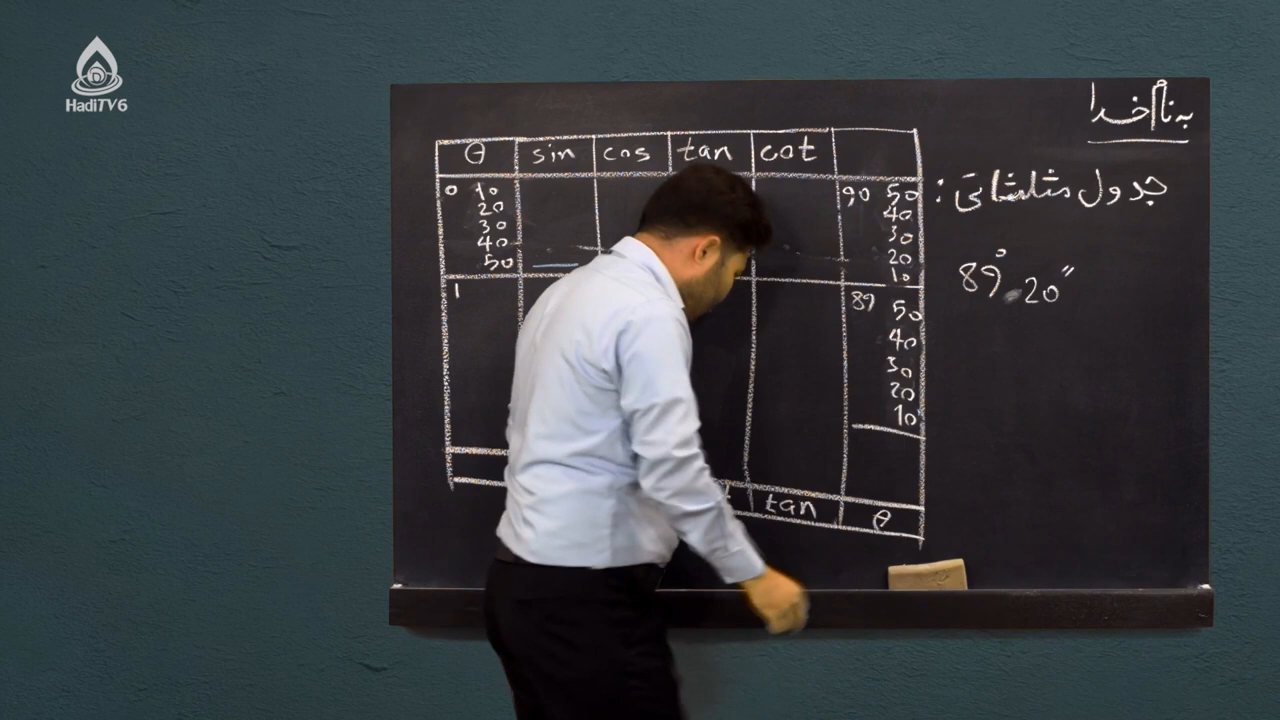 HadiTV6
به نام خدا
جدول مثلثاتی :
89° 20"
θ sin cos tan cot
0 10 90 50
20 40
30 30
40 20
50 10
1 89 50
40
30
20
10
tan θ